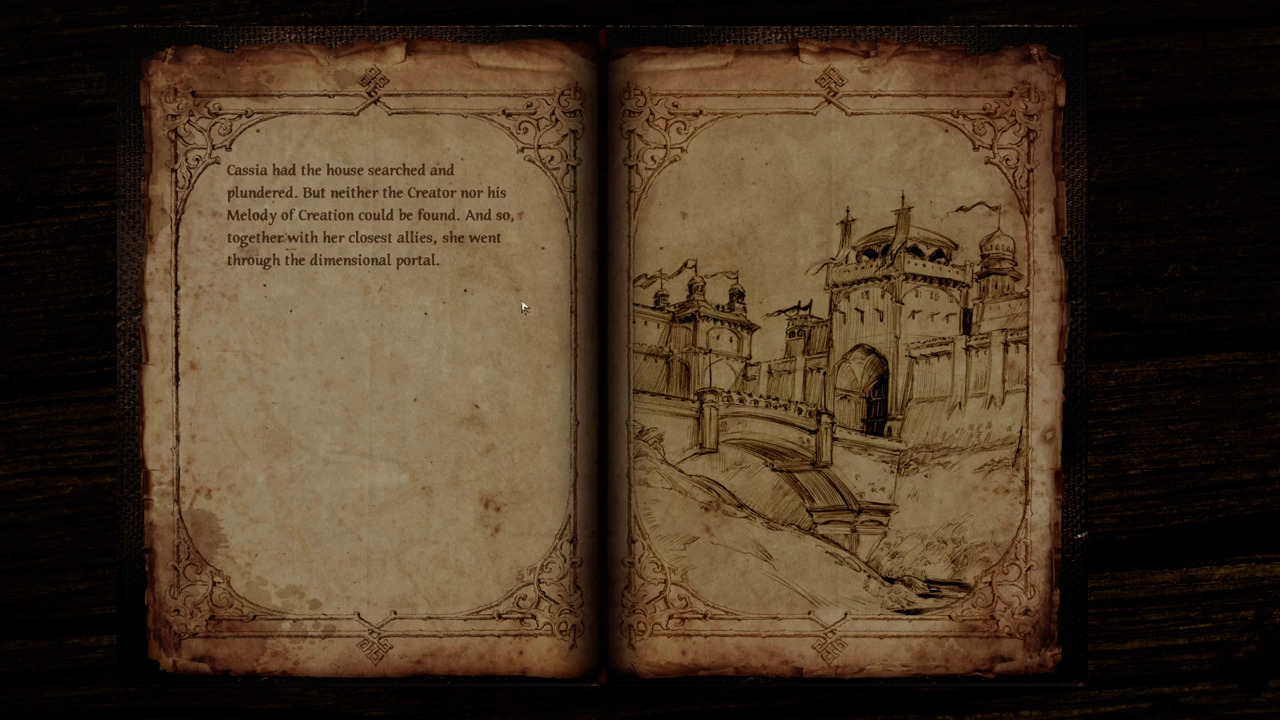 Cassia had the house searched and
plundered. But neither the Creator nor his
Melody of Creation could be found. And so,
together with her closest allies, she went
through the dimensional portal.